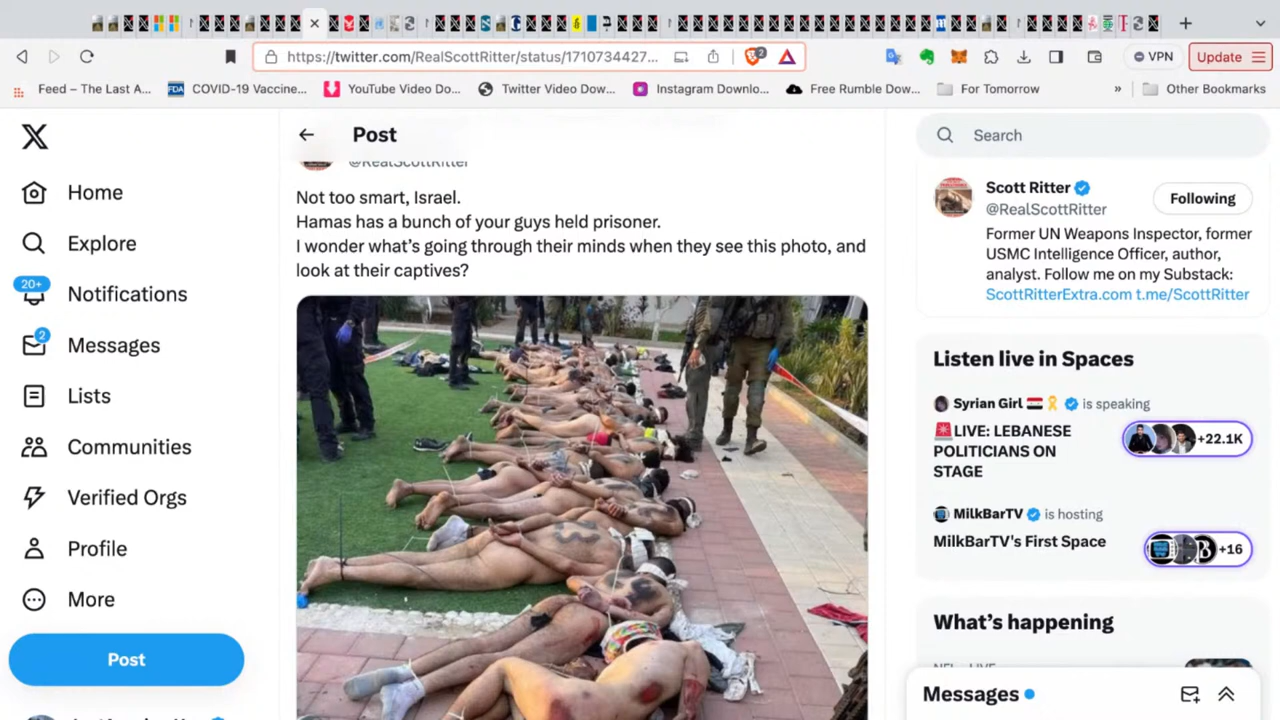 https://twitter.com/RealScottRitter/status/1710734427...
2
VPN
Update
Feed – The Last A...
FDA
COVID-19 Vaccine...
YouTube Video Do...
Twitter Video Dow...
Instagram Downlo...
Free Rumble Dow...
For Tomorrow
»
Other Bookmarks
X
Home
Explore
20+
Notifications
2
Messages
Lists
Communities
Verified Orgs
Profile
More
Post
Post
@RealScottRitter
Not too smart, Israel.
Hamas has a bunch of your guys held prisoner.
I wonder what’s going through their minds when they see this photo, and
look at their captives?
Search
Scott Ritter
@RealScottRitter
Following
Former UN Weapons Inspector, former
USMC Intelligence Officer, author,
analyst. Follow me on my Substack:
ScottRitterExtra.com t.me/ScottRitter
Listen live in Spaces
Syrian Girl is speaking
LIVE: LEBANESE
POLITICIANS ON
STAGE
+22.1K
MilkBarTV is hosting
MilkBarTV's First Space
+16
What’s happening
Messages